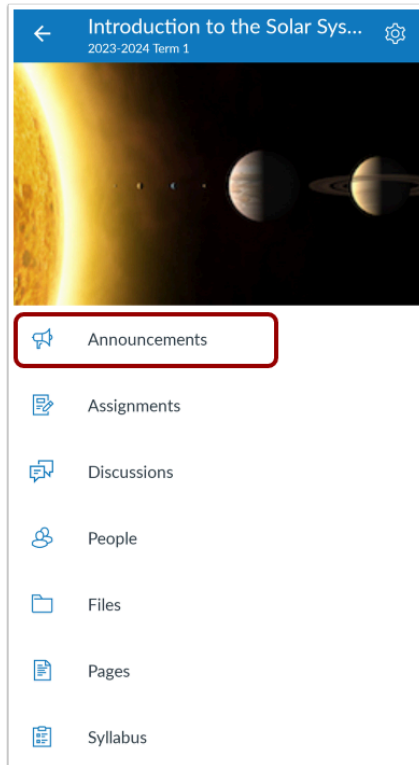 Introduction to the Solar Sys...
2023-2024 Term 1
Announcements
Assignments
Discussions
People
Files
Pages
Syllabus